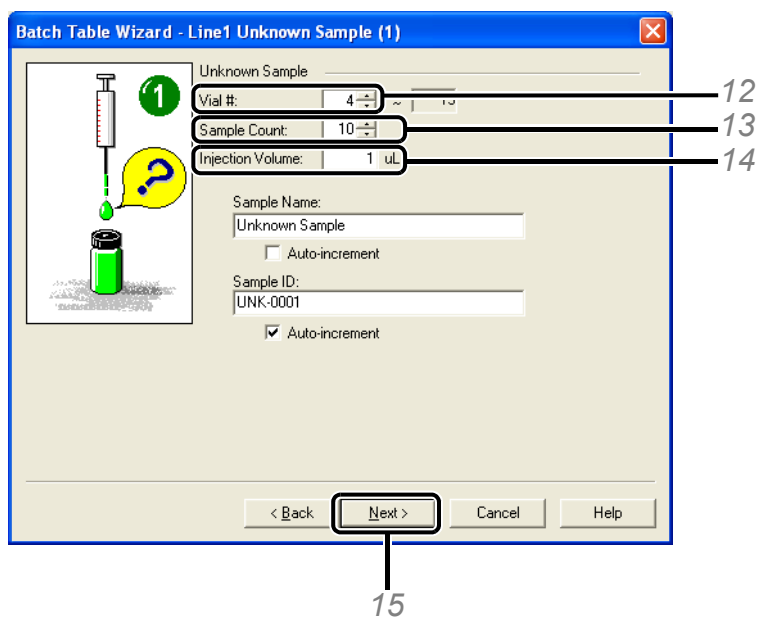 Batch Table Wizard - Line1 Unknown Sample (1)
1
Unknown Sample
Vial #: 4 ~
12
Sample Count: 10
13
Injection Volume: 1 uL
14
?
Sample Name:
Unknown Sample
Auto-increment
Sample ID:
UNK-0001
Auto-increment
< Back Next > Cancel Help
15